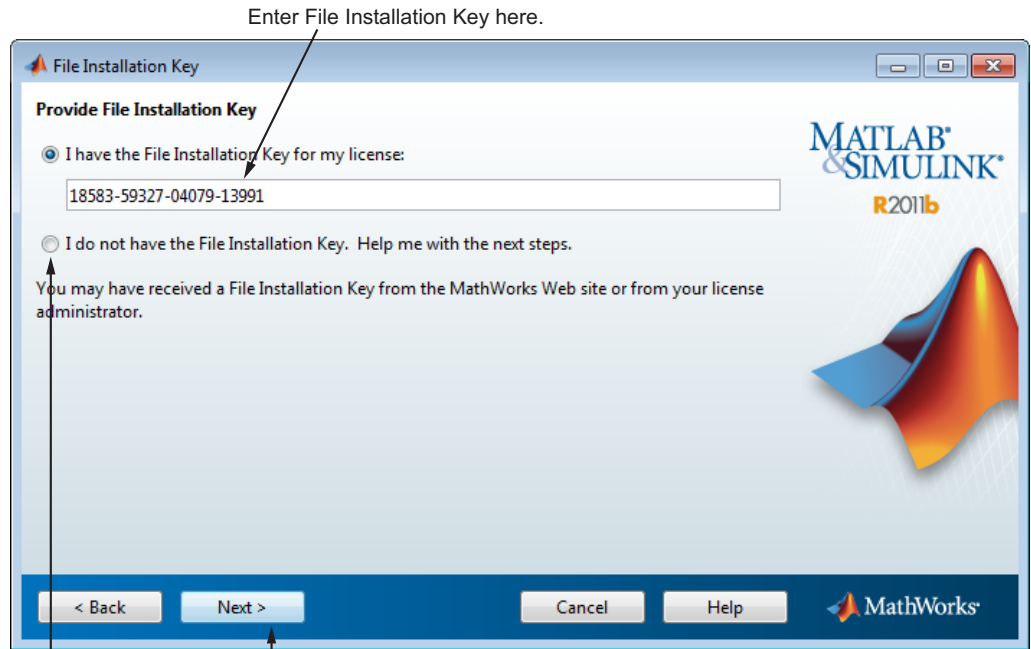 Enter File Installation Key here.
File Installation Key
Provide File Installation Key
MATLAB®
&SIMULINK®
R2011b
I have the File Installation Key for my license:
18583-59327-04079-13991
I do not have the File Installation Key. Help me with the next steps.
You may have received a File Installation Key from the MathWorks Web site or from your license
administrator.
< Back
Next >
Cancel
Help
MathWorks®